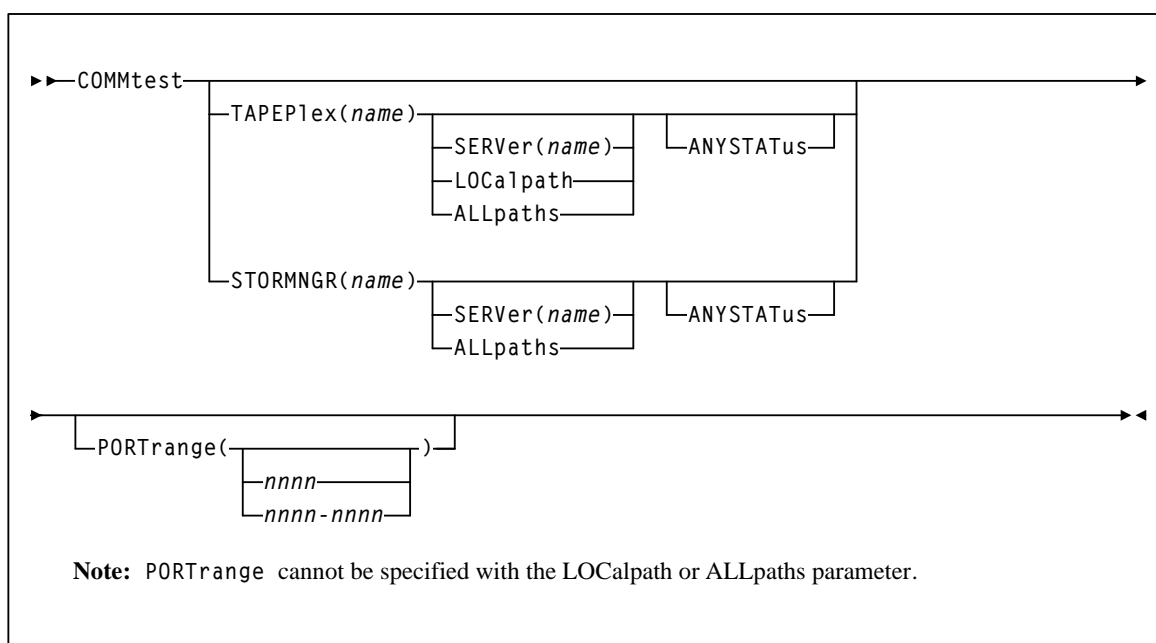 COMMtest
TAPEPlex(name)
SERVer(name)
ANYSTATus
LOCalpath
ALLpaths
STORMNGR(name)
SERVer(name)
ANYSTATus
ALLpaths
PORTrange( )
nnnn
nnnn-nnnn
Note: PORTrange cannot be specified with the LOCalpath or ALLpaths parameter.